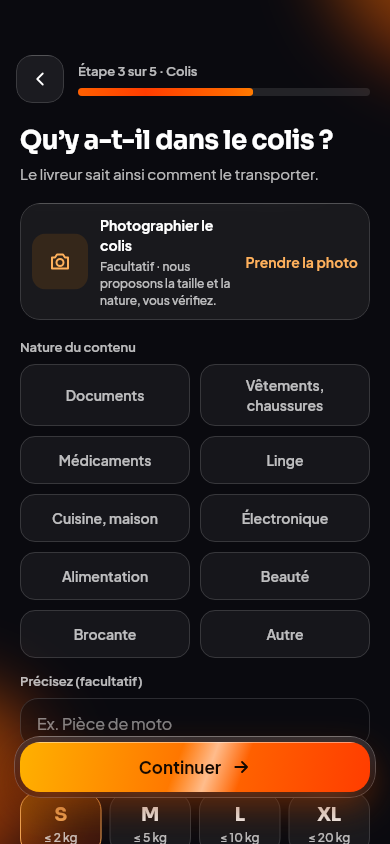 Étape 3 sur 5 · Colis
Qu’y a-t-il dans le colis ?
Le livreur sait ainsi comment le transporter.
Photographier le
colis
Facultatif · nous
proposons la taille et la
nature, vous vérifiez.
Prendre la photo
Nature du contenu
Documents
Vêtements,
chaussures
Médicaments
Linge
Cuisine, maison
Électronique
Alimentation
Beauté
Brocante
Autre
Précisez (facultatif)
Ex. Pièce de moto
Continuer
S
M
L
XL
≤ 2 kg
≤ 5 kg
≤ 10 kg
≤ 20 kg